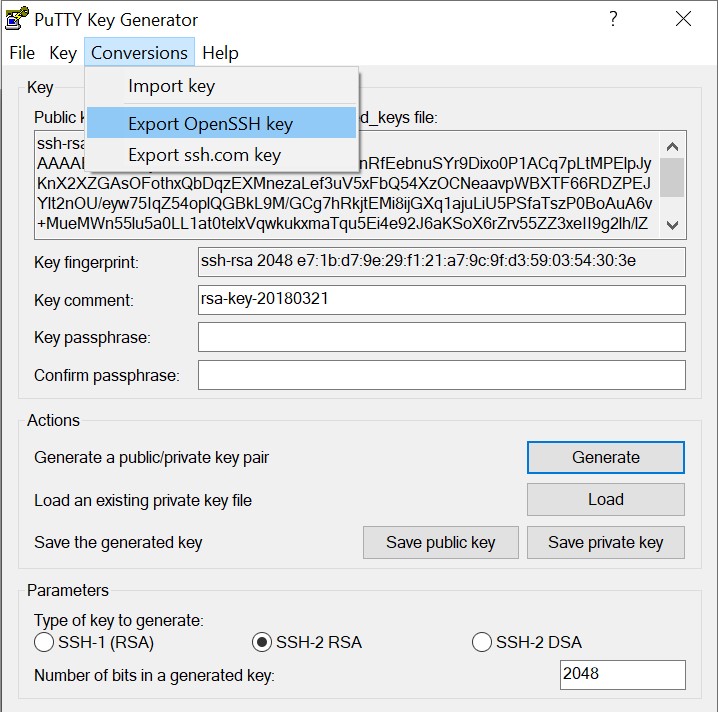 PuTTY Key Generator
? 
File Key Conversions Help
Import key
Export OpenSSH key
Export ssh.com key
Key
Public k d_keys file:
ssh-rsa
AAAA nRfEebnuSYr9Dixo0P1ACq7pLtMPElpJy
KnX2XZGAsOFothxQbDqzEXMnezaLef3uV5xFbQ54XzOCNeaavpWBXTF66RDZPEJ
Ylt2nOU/eyw75IqZ54oplQGBkL9M/GCg7hRkjtEMi8ijGXq1ajuLiU5PSfaTszP0BoAuA6v
+MueMWn55lu5a0LL1at0telxVqwkukxmaTqu5Ei4e92J6aKSoX6rZrv55ZZ3xeII9g2lh/lZ
Key fingerprint:
ssh-rsa 2048 e7:1b:d7:9e:29:f1:21:a7:9c:9f:d3:59:03:54:30:3e
Key comment:
rsa-key-20180321
Key passphrase:
Confirm passphrase:
Actions
Generate a public/private key pair
Generate
Load an existing private key file
Load
Save the generated key
Save public key
Save private key
Parameters
Type of key to generate:
SSH-1 (RSA) SSH-2 RSA SSH-2 DSA
Number of bits in a generated key:
2048